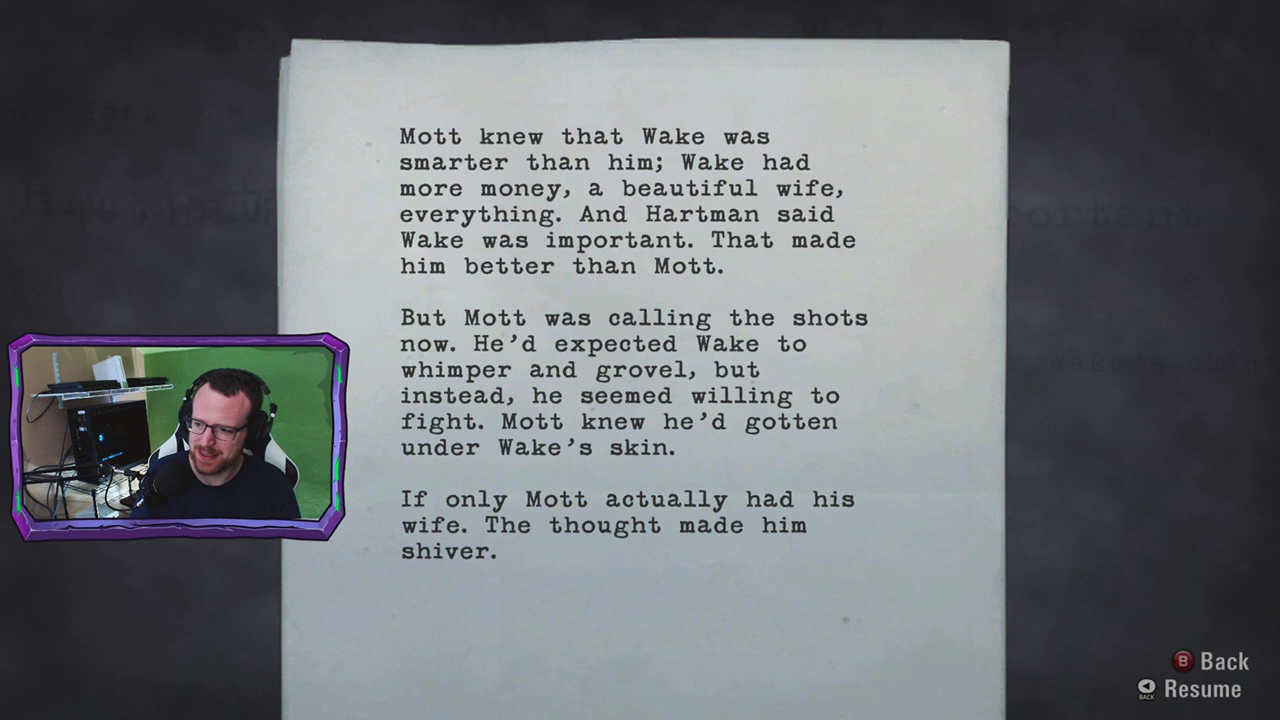 Mott knew that Wake was
smarter than him; Wake had
more money, a beautiful wife,
everything. And Hartman said
Wake was important. That made
him better than Mott.
But Mott was calling the shots
now. He'd expected Wake to
whimper and grovel, but
instead, he seemed willing to
fight. Mott knew he'd gotten
under Wake's skin.
If only Mott actually had his
wife. The thought made him
shiver.
B Back
BACK Resume